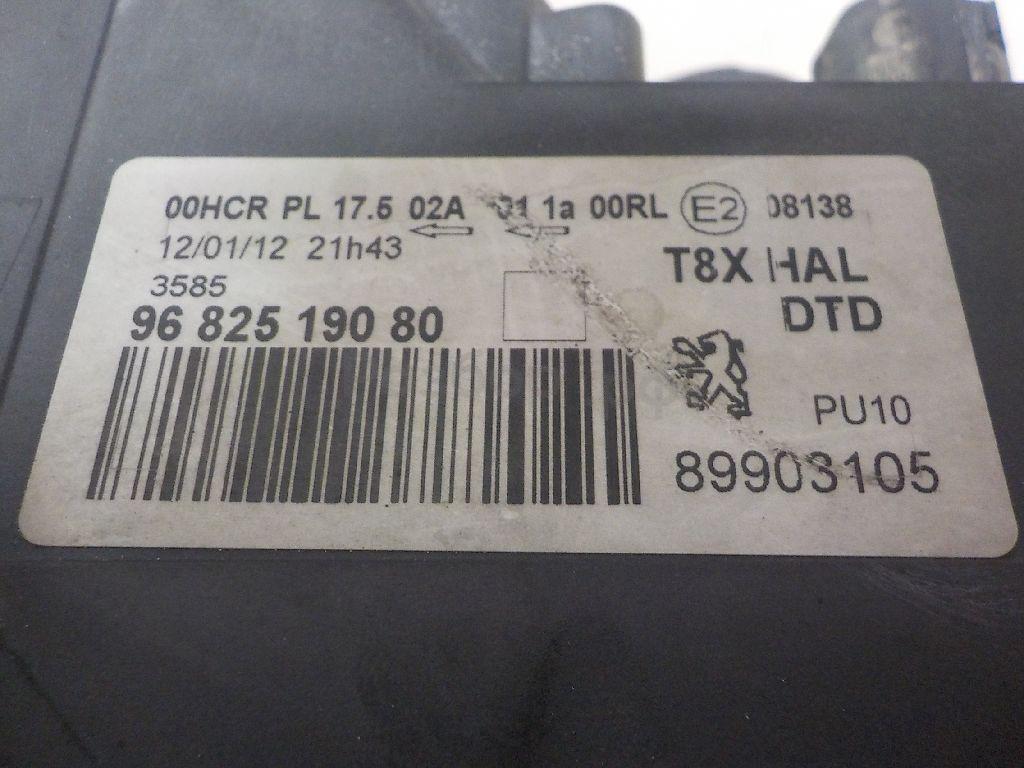 00HCR PL 17.5 02A 1a 00RL E2 08138
12/01/12 21h43
T8X HAL
DTD
3585
96 825 190 80
PU10
89903105